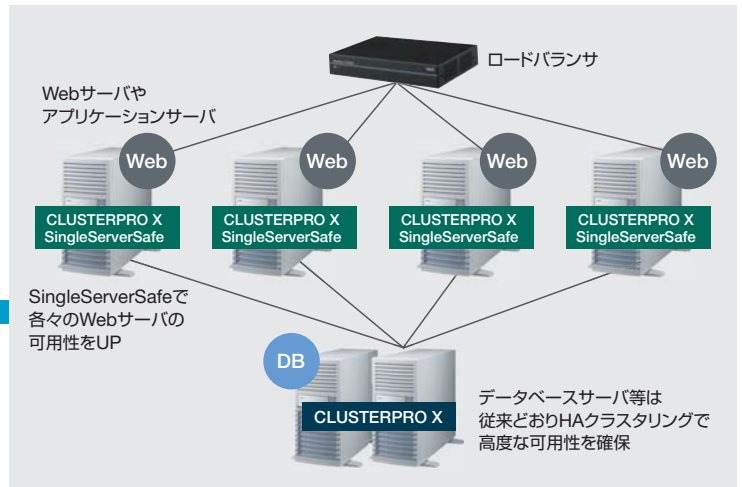 ロードバランサ
Webサーバや
アプリケーションサーバ
Web
Web
Web
Web
CLUSTERPRO X
SingleServerSafe
CLUSTERPRO X
SingleServerSafe
CLUSTERPRO X
SingleServerSafe
CLUSTERPRO X
SingleServerSafe
SingleServerSafeで
各々のWebサーバの
可用性をUP
DB
CLUSTERPRO X
データベースサーバ等は
従来どおりHAクラスタリングで
高度な可用性を確保